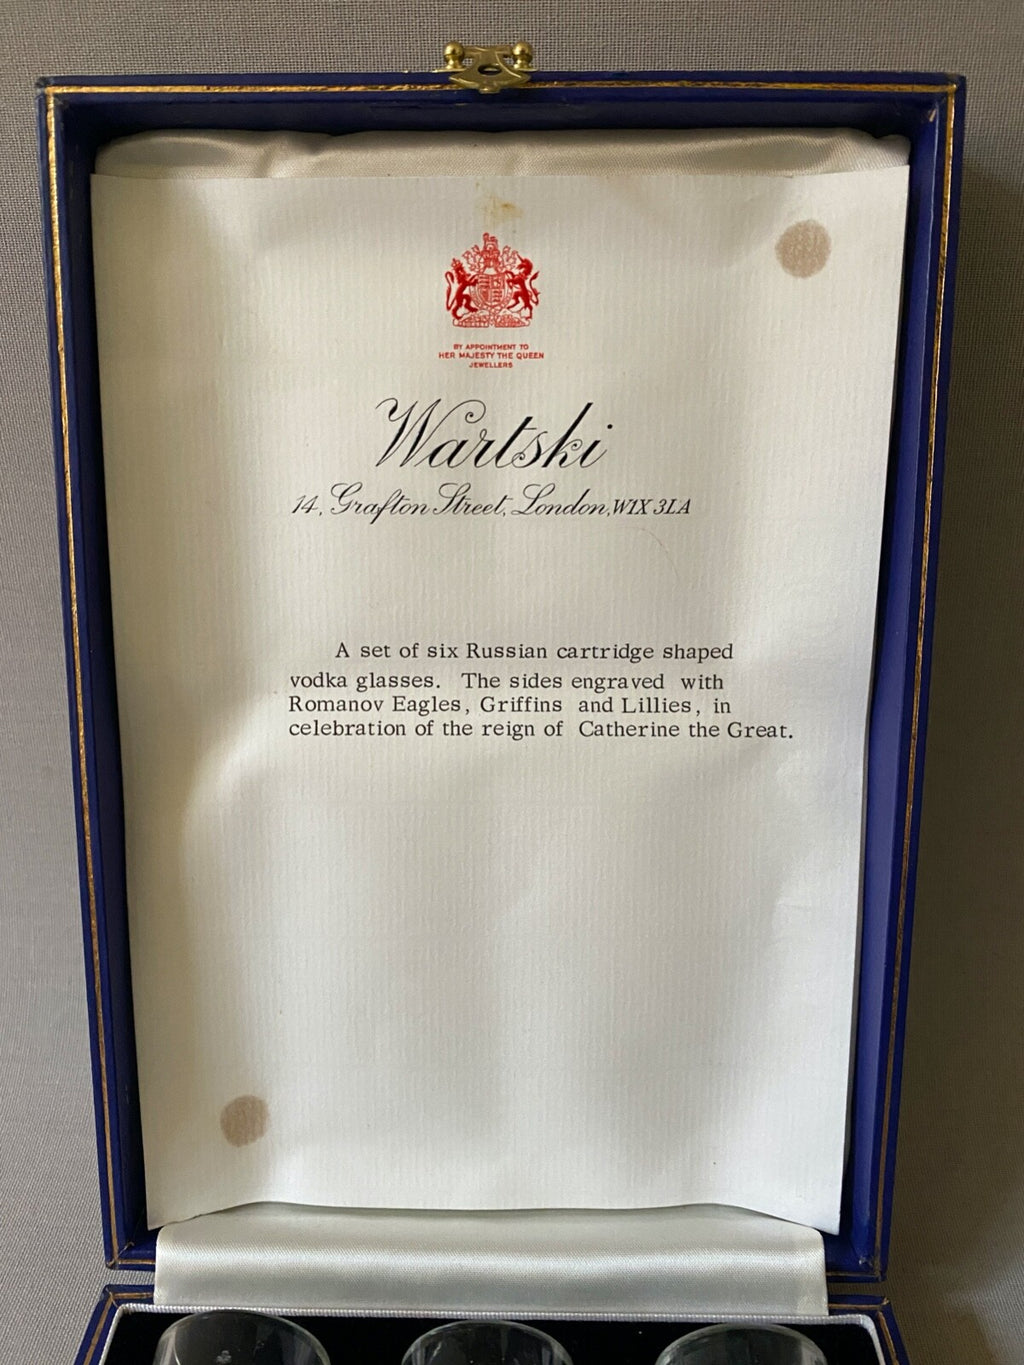 BY APPOINTMENT TO
HER MAJESTY THE QUEEN
JEWELLERS
Wartski
14, Grafton Street, London, W1X 3LA
A set of six Russian cartridge shaped
vodka glasses. The sides engraved with
Romanov Eagles, Griffins and Lillies, in
celebration of the reign of Catherine the Great.